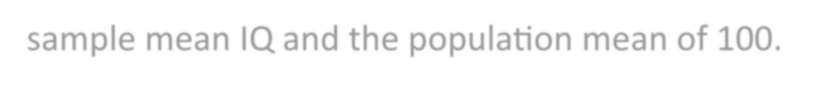 sample mean IQ and the population mean of 100.